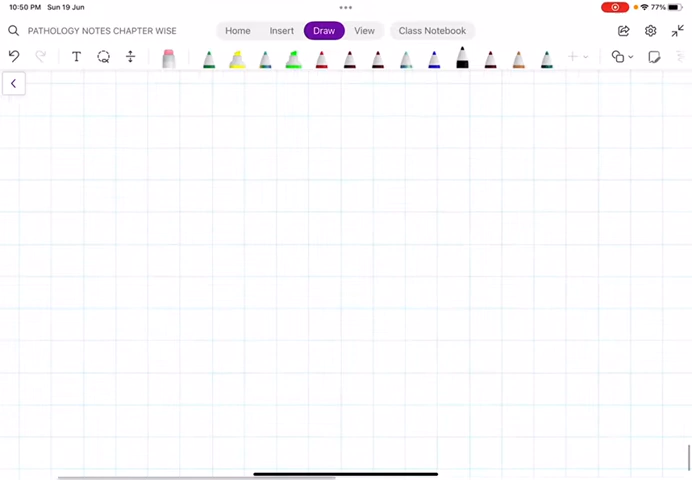 10:50 PM Sun 19 Jun
77%
PATHOLOGY NOTES CHAPTER WISE
Home Insert Draw View Class Notebook
T